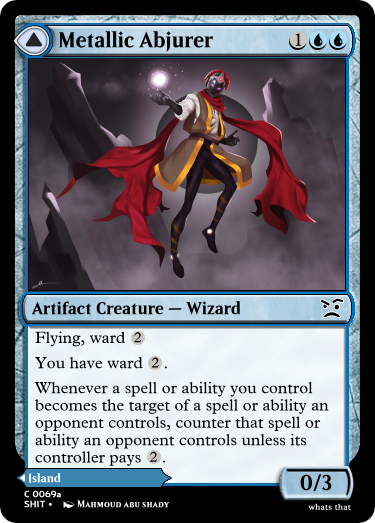 Metallic Abjurer 1
Artifact Creature — Wizard
Flying, ward 2
You have ward 2.
Whenever a spell or ability you control
becomes the target of a spell or ability an
opponent controls, counter that spell or
ability an opponent controls unless its
controller pays 2.
Island
0/3
C 0069a
SHIT • Mahmoud abu shady
whats that